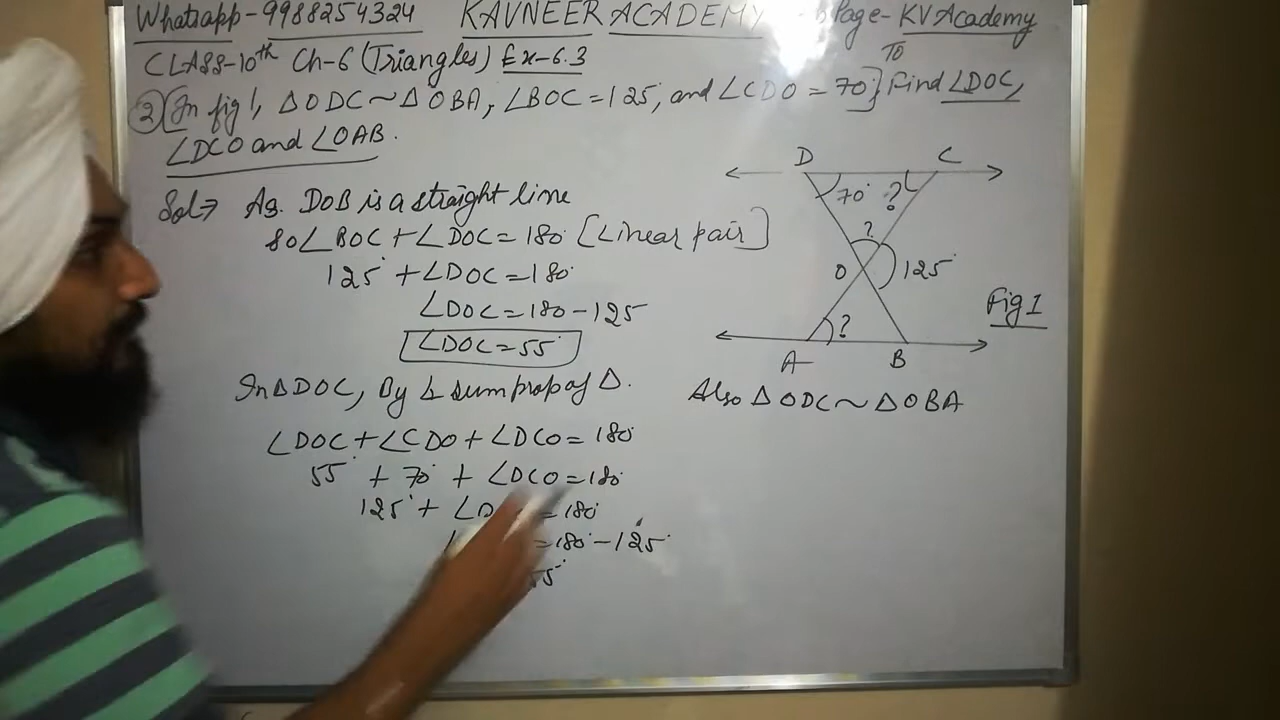 Whatsapp-9988254324 KAVNEER ACADEMY Page-KVAcademy
CLASS-10th Ch-6 (Triangles) Ex-6.3
To
② [In fig 1, △ODC ~ △OBA, ∠BOC = 125°, and ∠CDO = 70°] Find ∠DOC,
∠DCO and ∠OAB.
Sol→ As. DOB is a straight line
So ∠BOC + ∠DOC = 180° [Linear pair]
125° + ∠DOC = 180°
∠DOC = 180 - 125
∠DOC = 55°
In △DOC, By ∠ sum prop of △.
∠DOC + ∠CDO + ∠DCO = 180°
55° + 70° + ∠DCO = 180°
125° + = 180°
= 180° - 125°
55°
D C
70° ?
?
O 125°
Fig 1
?
A B
Also △ODC ~ △OBA